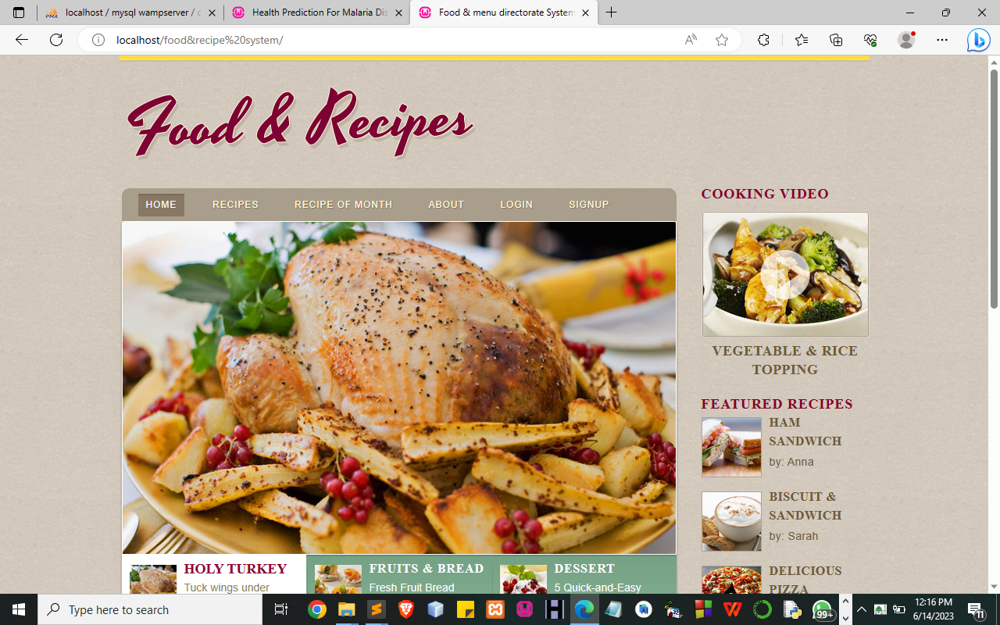 localhost / mysql wampserver / c
Health Prediction For Malaria Dis
Food & menu directorate System
localhost/food&recipe%20system/
Food & Recipes
HOME RECIPES RECIPE OF MONTH ABOUT LOGIN SIGNUP
COOKING VIDEO
VEGETABLE & RICE
TOPPING
FEATURED RECIPES
HAM
SANDWICH
by: Anna
BISCUIT &
SANDWICH
by: Sarah
DELICIOUS
PIZZA
HOLY TURKEY
Tuck wings under
FRUITS & BREAD
Fresh Fruit Bread
DESSERT
5 Quick-and-Easy
Type here to search
99+
12:16 PM
6/14/2023
11